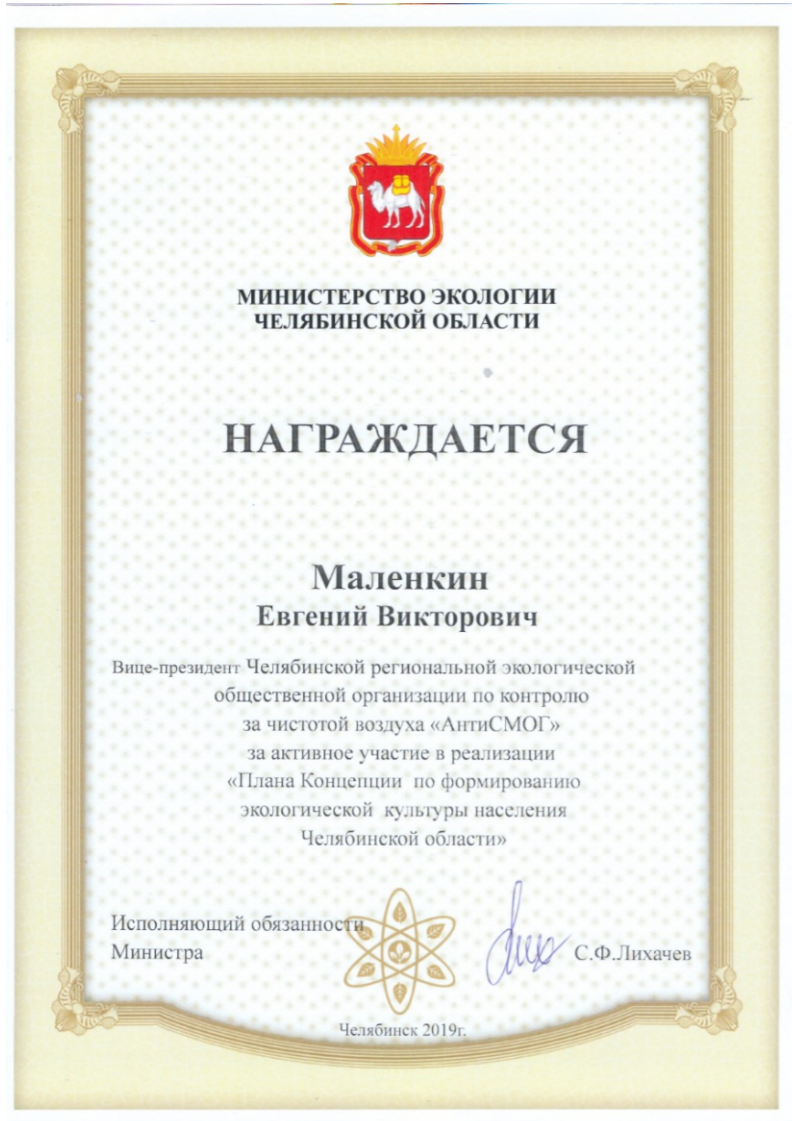 МИНИСТЕРСТВО ЭКОЛОГИИ
ЧЕЛЯБИНСКОЙ ОБЛАСТИ
НАГРАЖДАЕТСЯ
Маленкин
Евгений Викторович
Вице-президент Челябинской региональной экологической
общественной организации по контролю
за чистотой воздуха «АнтиСМОГ»
за активное участие в реализации
«Плана Концепции по формированию
экологической культуры населения
Челябинской области»
Исполняющий обязанности
Министра
С.Ф.Лихачев
Челябинск 2019г.